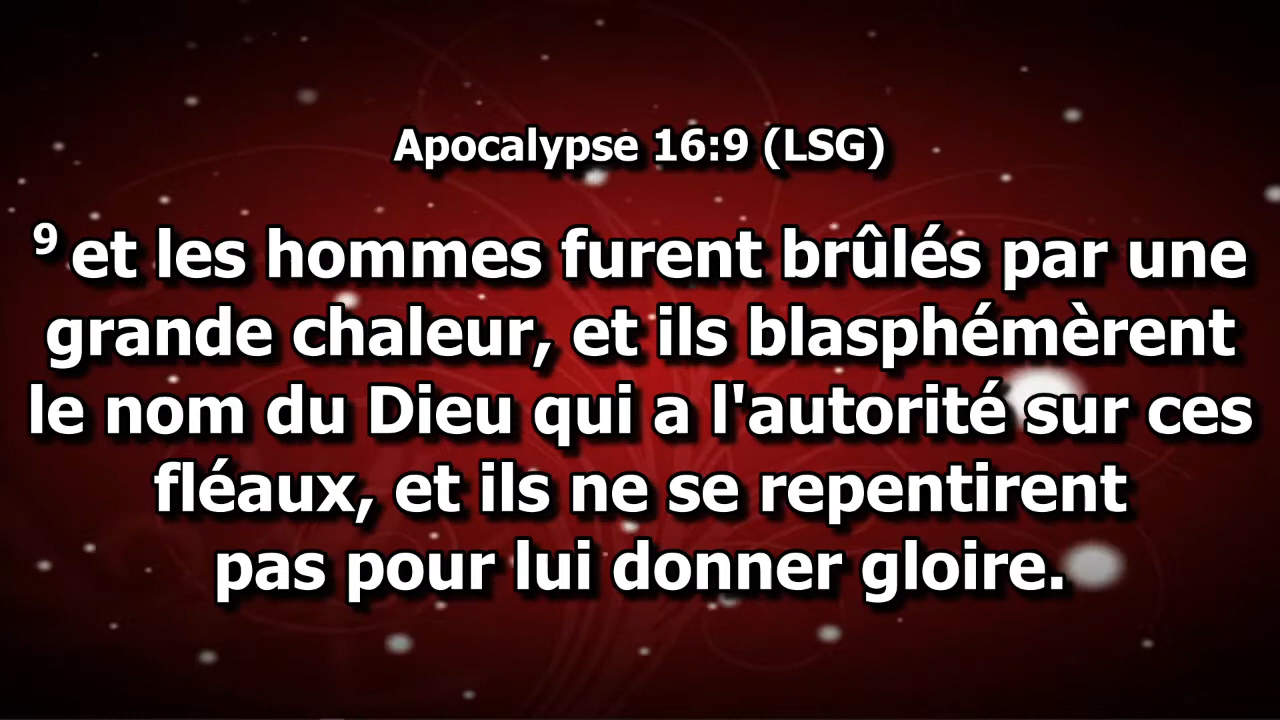 Apocalypse 16:9 (LSG)
9 et les hommes furent brûlés par une
grande chaleur, et ils blasphémèrent
le nom du Dieu qui a l'autorité sur ces
fléaux, et ils ne se repentirent
pas pour lui donner gloire.